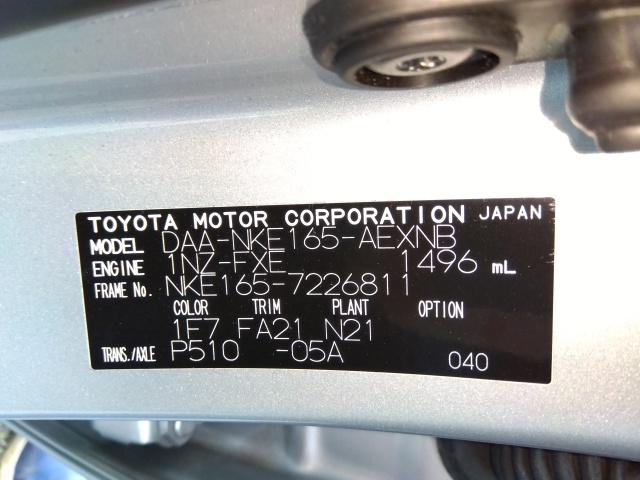 TOYOTA MOTOR CORPORATION JAPAN
MODEL DAA-NKE165-AEXNB
ENGINE 1NZ-FXE 1496 mL
FRAME No. NKE165-7226811
COLOR TRIM PLANT OPTION
1F7 FA21 N21
TRANS./AXLE P510 -05A 040